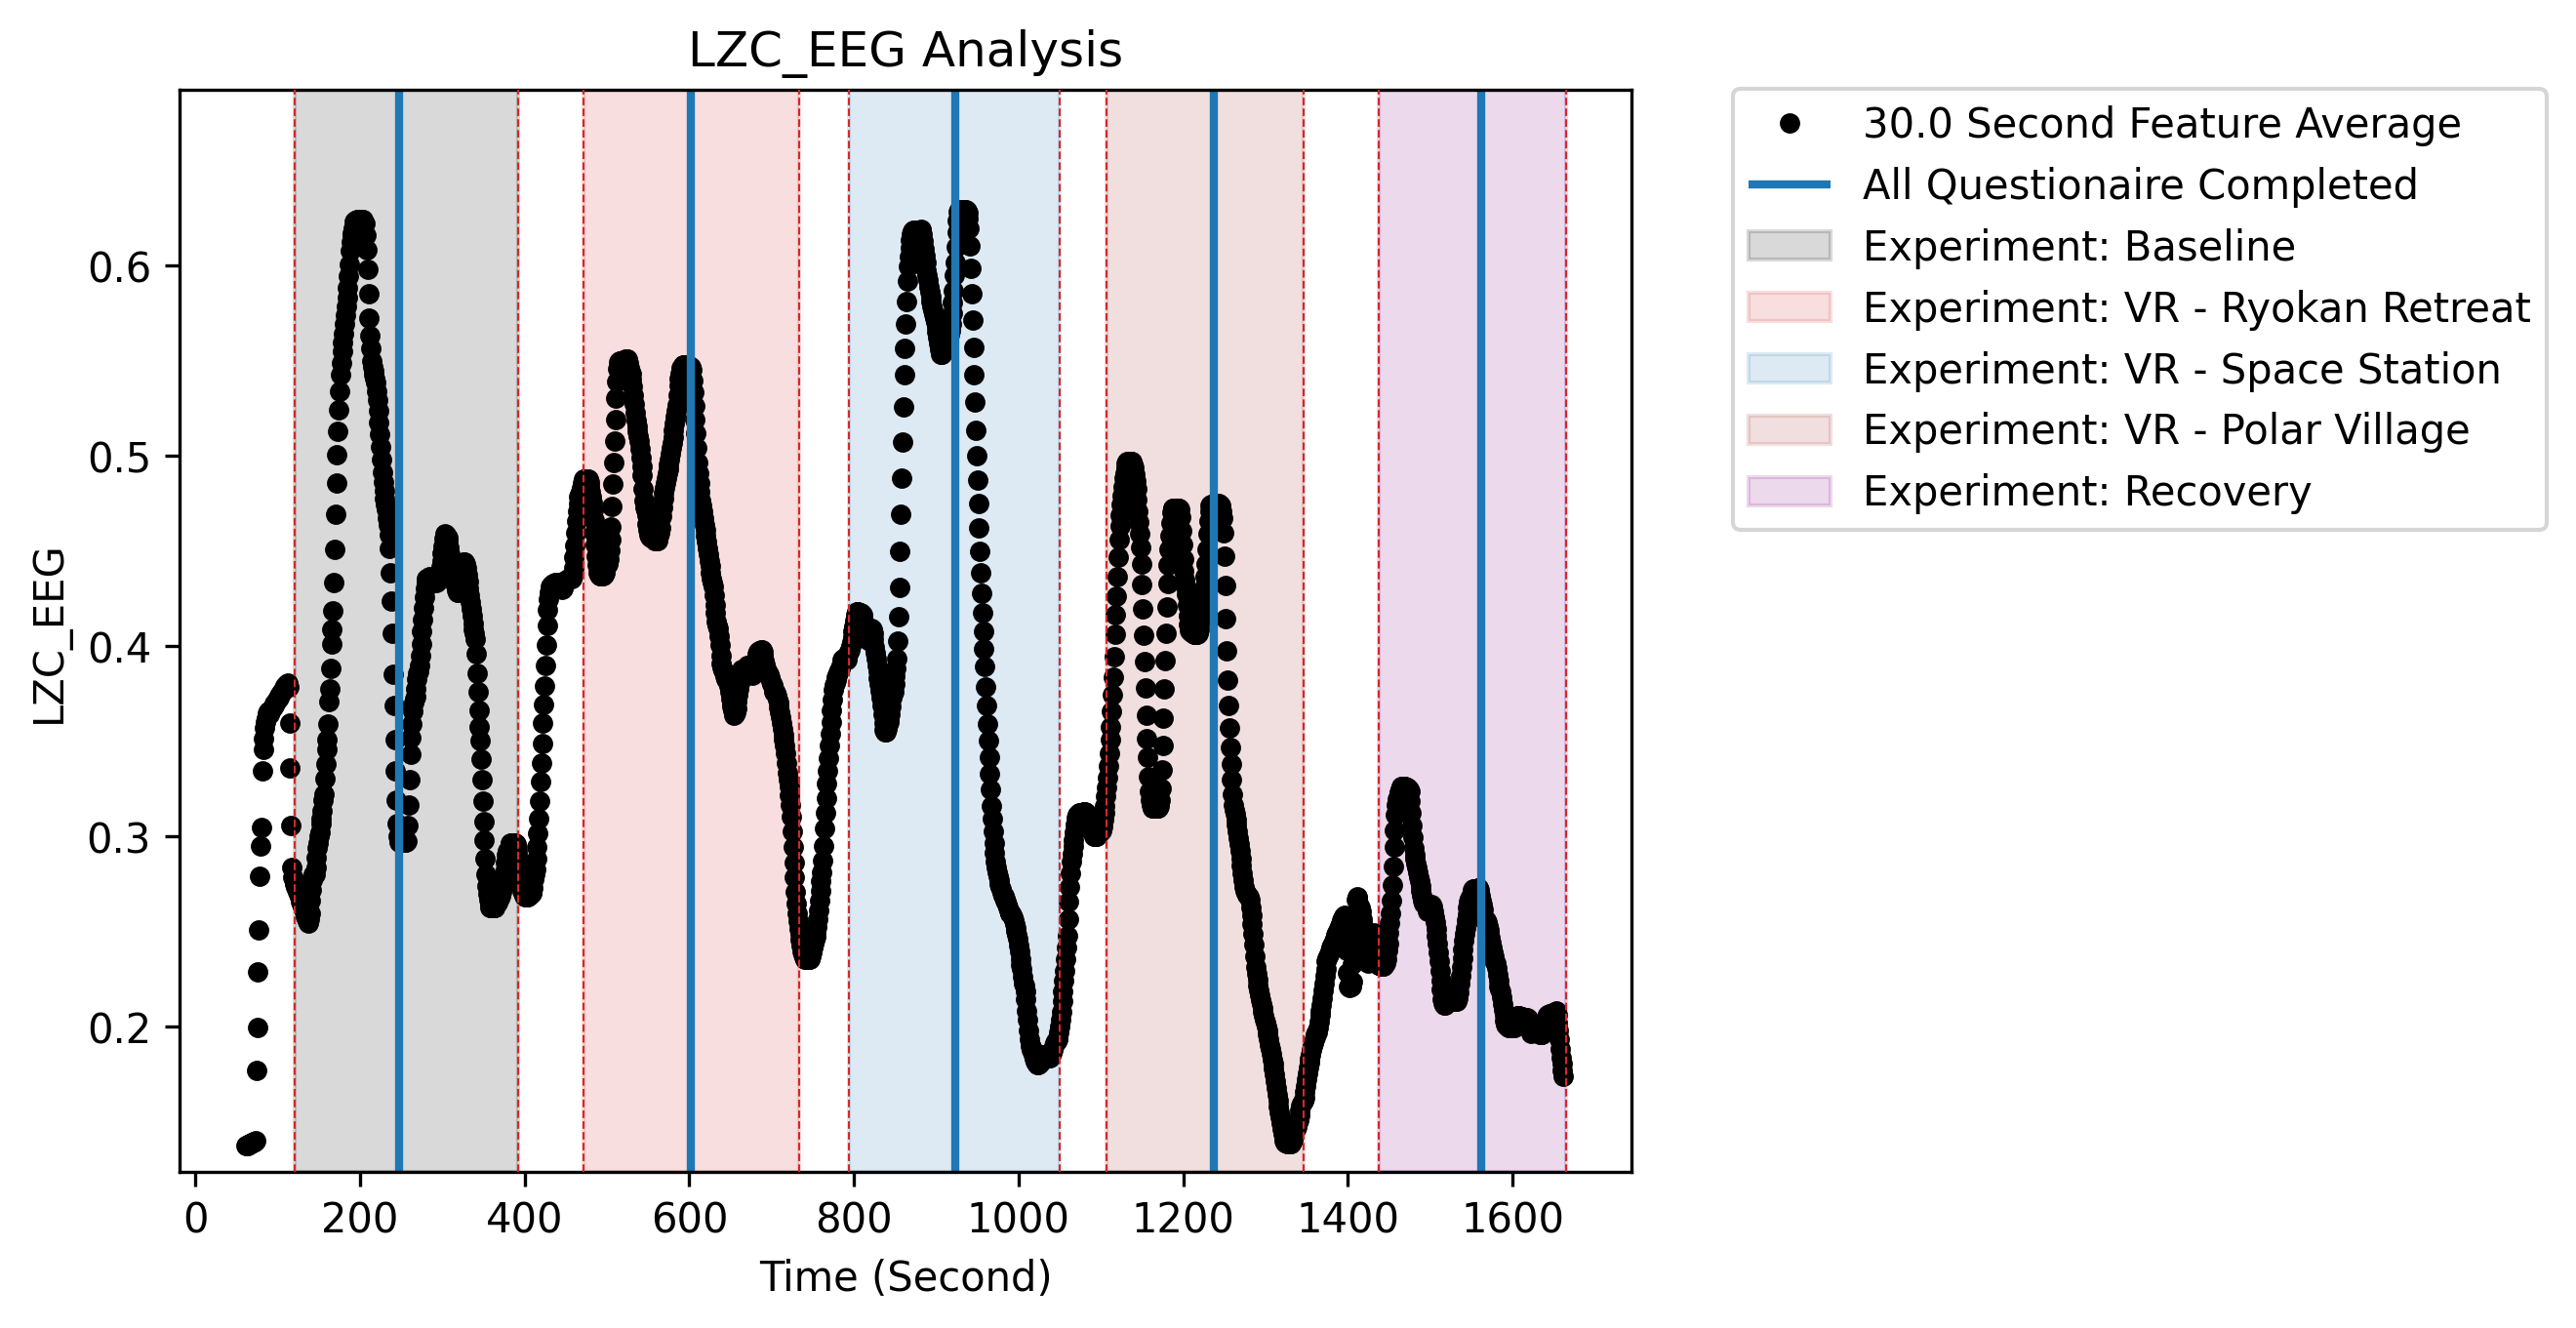 LZC_EEG Analysis
30.0 Second Feature Average
All Questionaire Completed
Experiment: Baseline
Experiment: VR - Ryokan Retreat
Experiment: VR - Space Station
Experiment: VR - Polar Village
Experiment: Recovery
LZC_EEG
0.6
0.5
0.4
0.3
0.2
0 200 400 600 800 1000 1200 1400 1600
Time (Second)